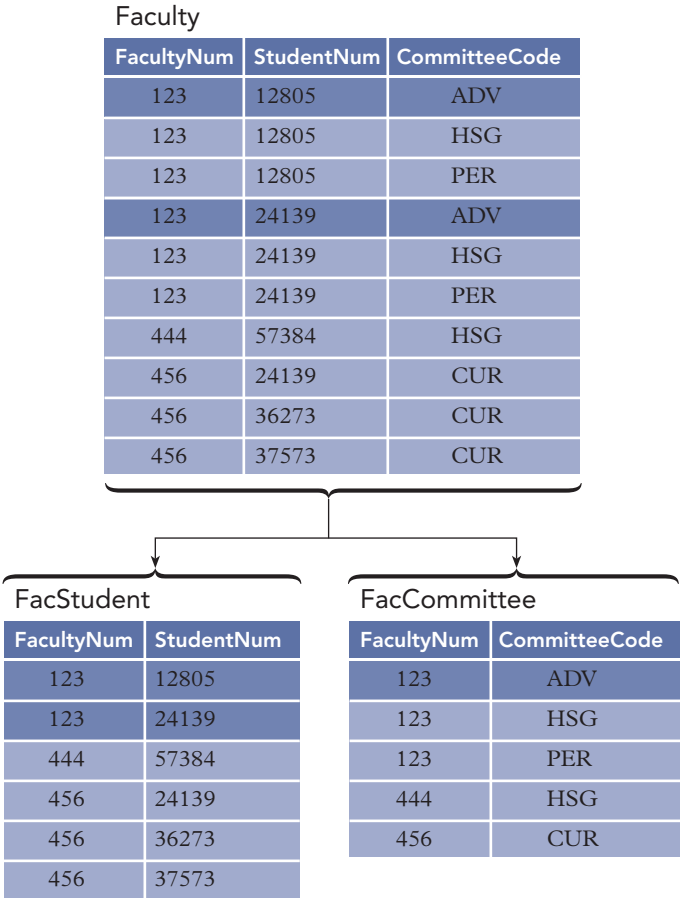 Faculty
FacultyNum StudentNum CommitteeCode
123 12805 ADV
123 12805 HSG
123 12805 PER
123 24139 ADV
123 24139 HSG
123 24139 PER
444 57384 HSG
456 24139 CUR
456 36273 CUR
456 37573 CUR
FacStudent
FacultyNum StudentNum
123 12805
123 24139
444 57384
456 24139
456 36273
456 37573
FacCommittee
FacultyNum CommitteeCode
123 ADV
123 HSG
123 PER
444 HSG
456 CUR